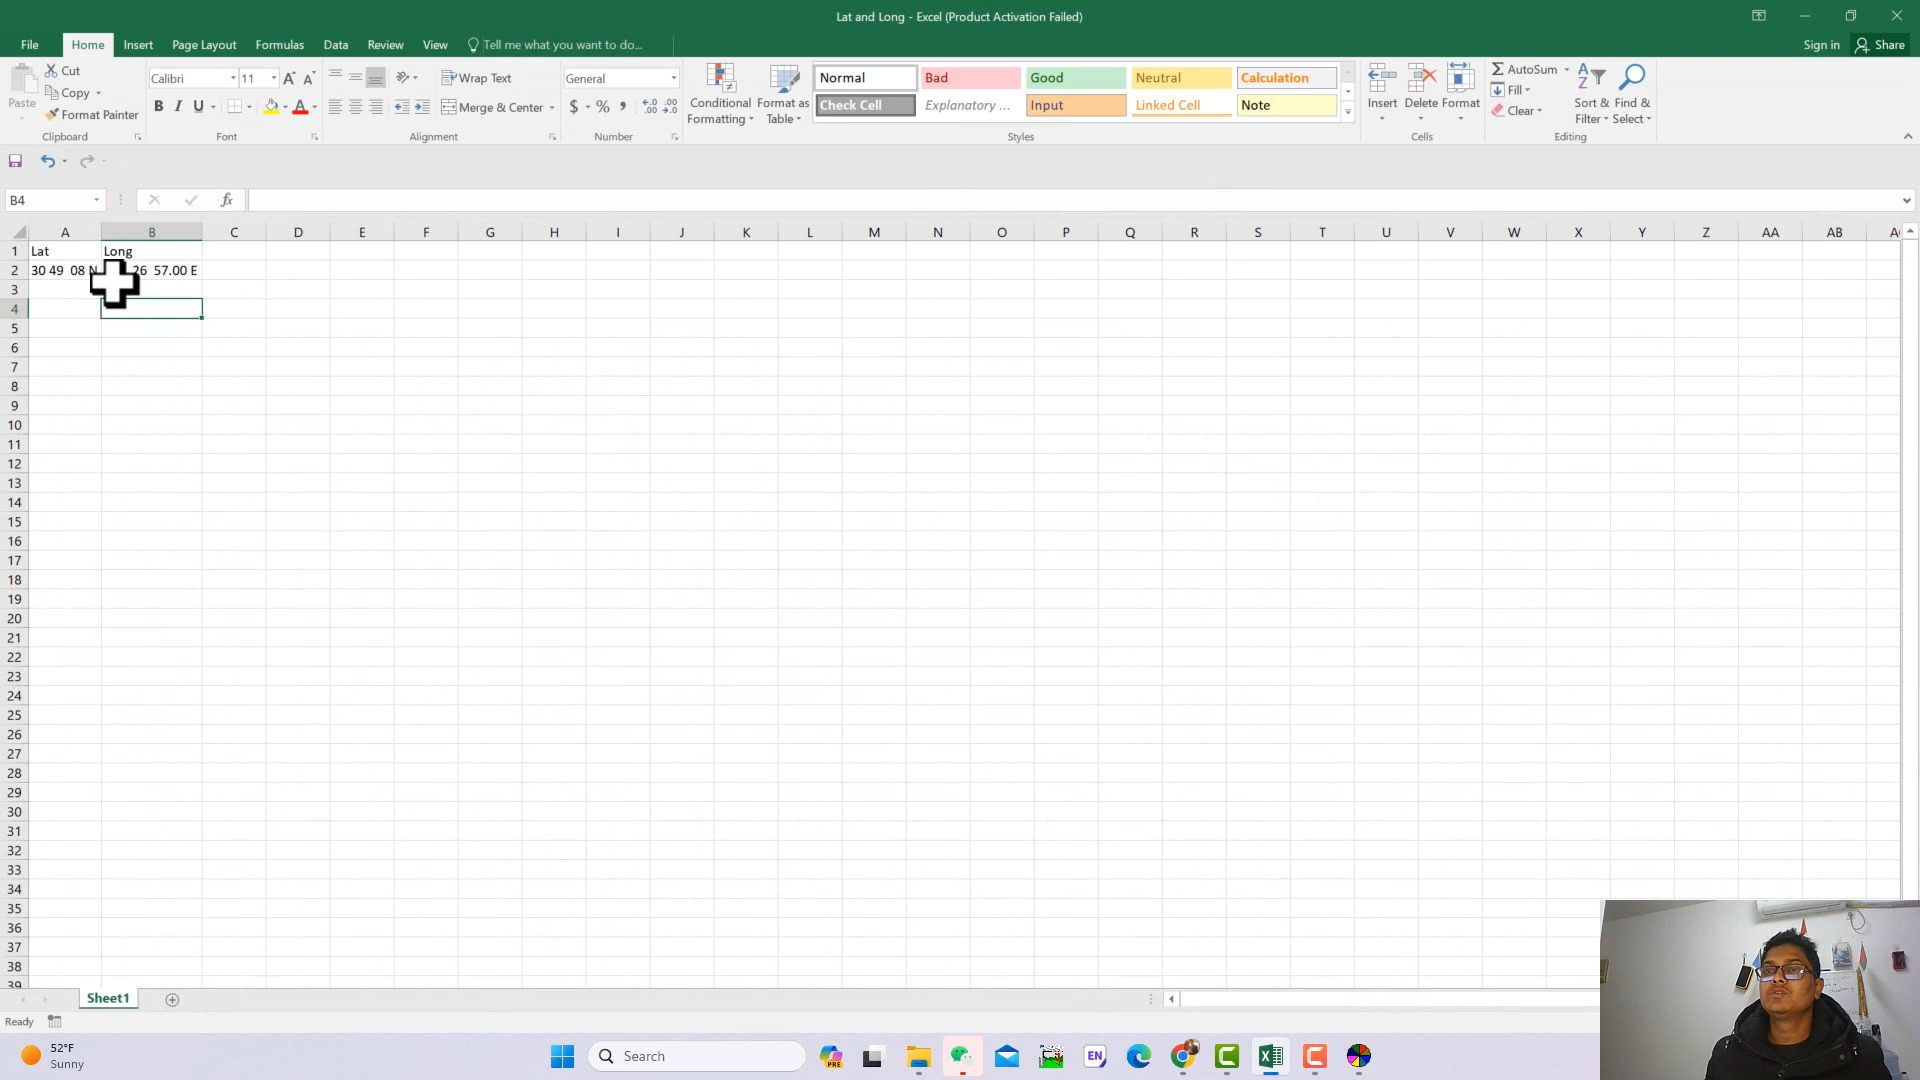 Lat and Long - Excel (Product Activation Failed)
File Home Insert Page Layout Formulas Data Review View Tell me what you want to do... Sign in Share
Paste Cut Copy Format Painter Clipboard
Calibri 11 A A B I U A Font
Wrap Text Merge & Center Alignment
General $ % , Number
Conditional Formatting Format as Table
Normal Bad Good Neutral Calculation
Check Cell Explanatory ... Input Linked Cell Note
Styles
Insert Delete Format Cells
AutoSum Fill Clear Sort & Filter Find & Select Editing
B4 fx
A B C D E F G H I J K L M N O P Q R S T U V W X Y Z AA AB
1 Lat Long
2 30 49 08 N 26 57.00 E
3
4
5
6
7
8
9
10
11
12
13
14
15
16
17
18
19
20
21
22
23
24
25
26
27
28
29
30
31
32
33
34
35
36
37
38
39
Sheet1
Ready
52°F
Sunny
Search
PRE
EN